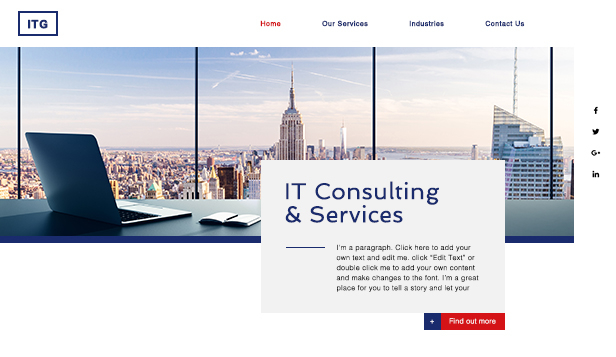 ITG
Home Our Services Industries Contact Us
IT Consulting
& Services
I'm a paragraph. Click here to add your
own text and edit me. click "Edit Text" or
double click me to add your own content
and make changes to the font. I'm a great
place for you to tell a story and let your
+ Find out more